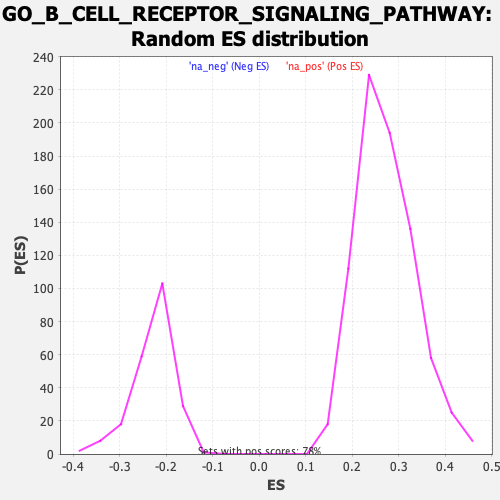 GO_B_CELL_RECEPTOR_SIGNALING_PATHWAY:
Random ES distribution
'na_neg' (Neg ES) 'na_pos' (Pos ES)
240
220
200
180
160
140
120
100
80
60
40
20
0
P(ES)
Sets with pos scores: 78%
-0.4 -0.3 -0.2 -0.1 0.0 0.1 0.2 0.3 0.4 0.5
ES